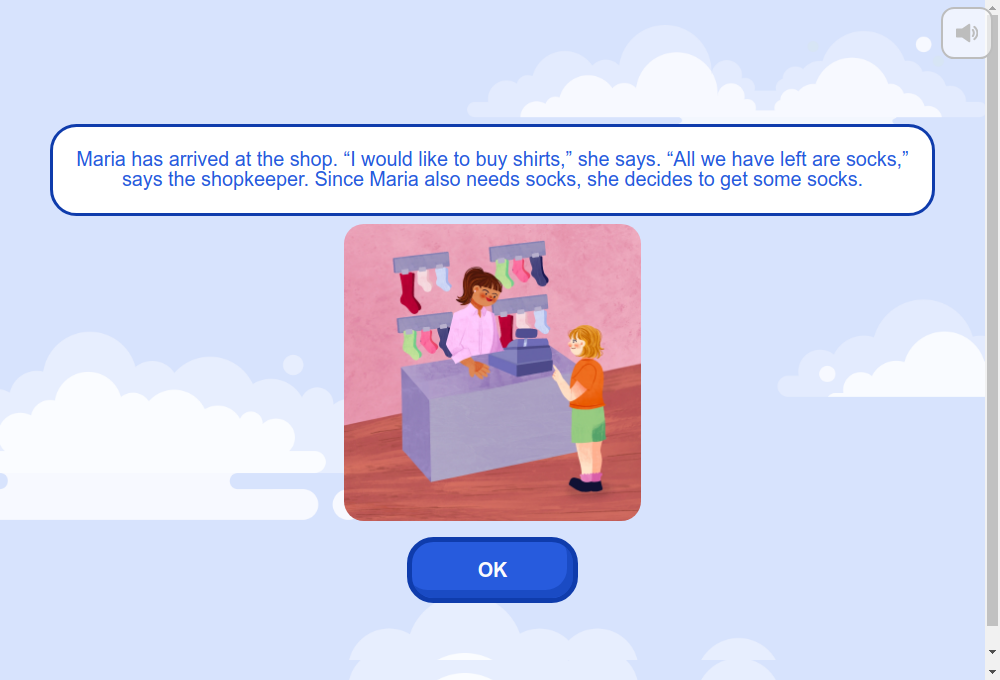 Maria has arrived at the shop. “I would like to buy shirts,” she says. “All we have left are socks,”
says the shopkeeper. Since Maria also needs socks, she decides to get some socks.
OK